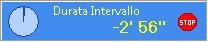 Durata Intervallo
-2' 56"
STOP